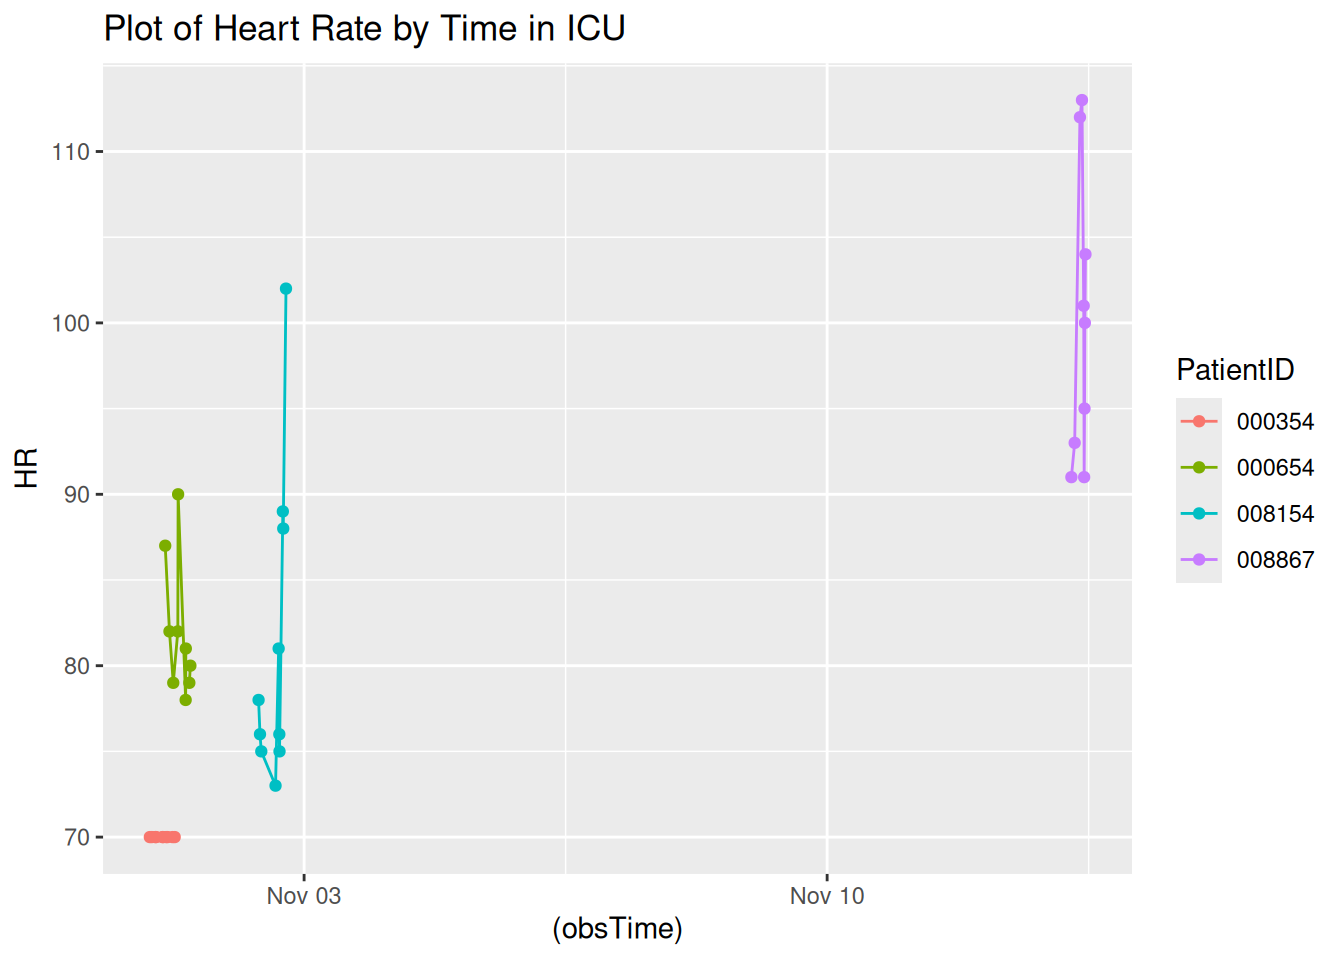 Plot of Heart Rate by Time in ICU
110
100
90
80
70
HR
Nov 03
Nov 10
(obsTime)
PatientID
000354
000654
008154
008867